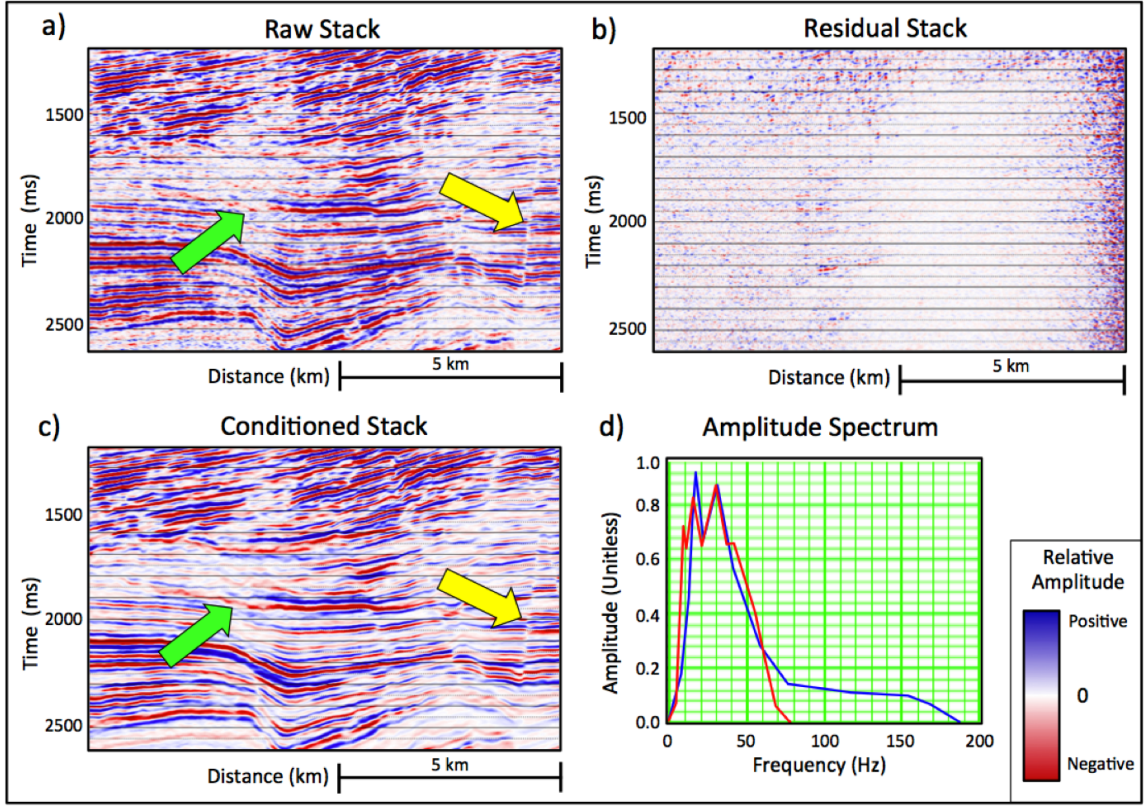 a)
Raw Stack
1500
2000
2500
Time (ms)
Distance (km)
5 km
b)
Residual Stack
1500
2000
2500
Time (ms)
Distance (km)
5 km
c)
Conditioned Stack
1500
2000
2500
Time (ms)
Distance (km)
5 km
d)
Amplitude Spectrum
1.0
0.8
0.6
0.4
0.2
0.0
Amplitude (Unitless)
0 50 100 150 200
Frequency (Hz)
Relative
Amplitude
Positive
0
Negative